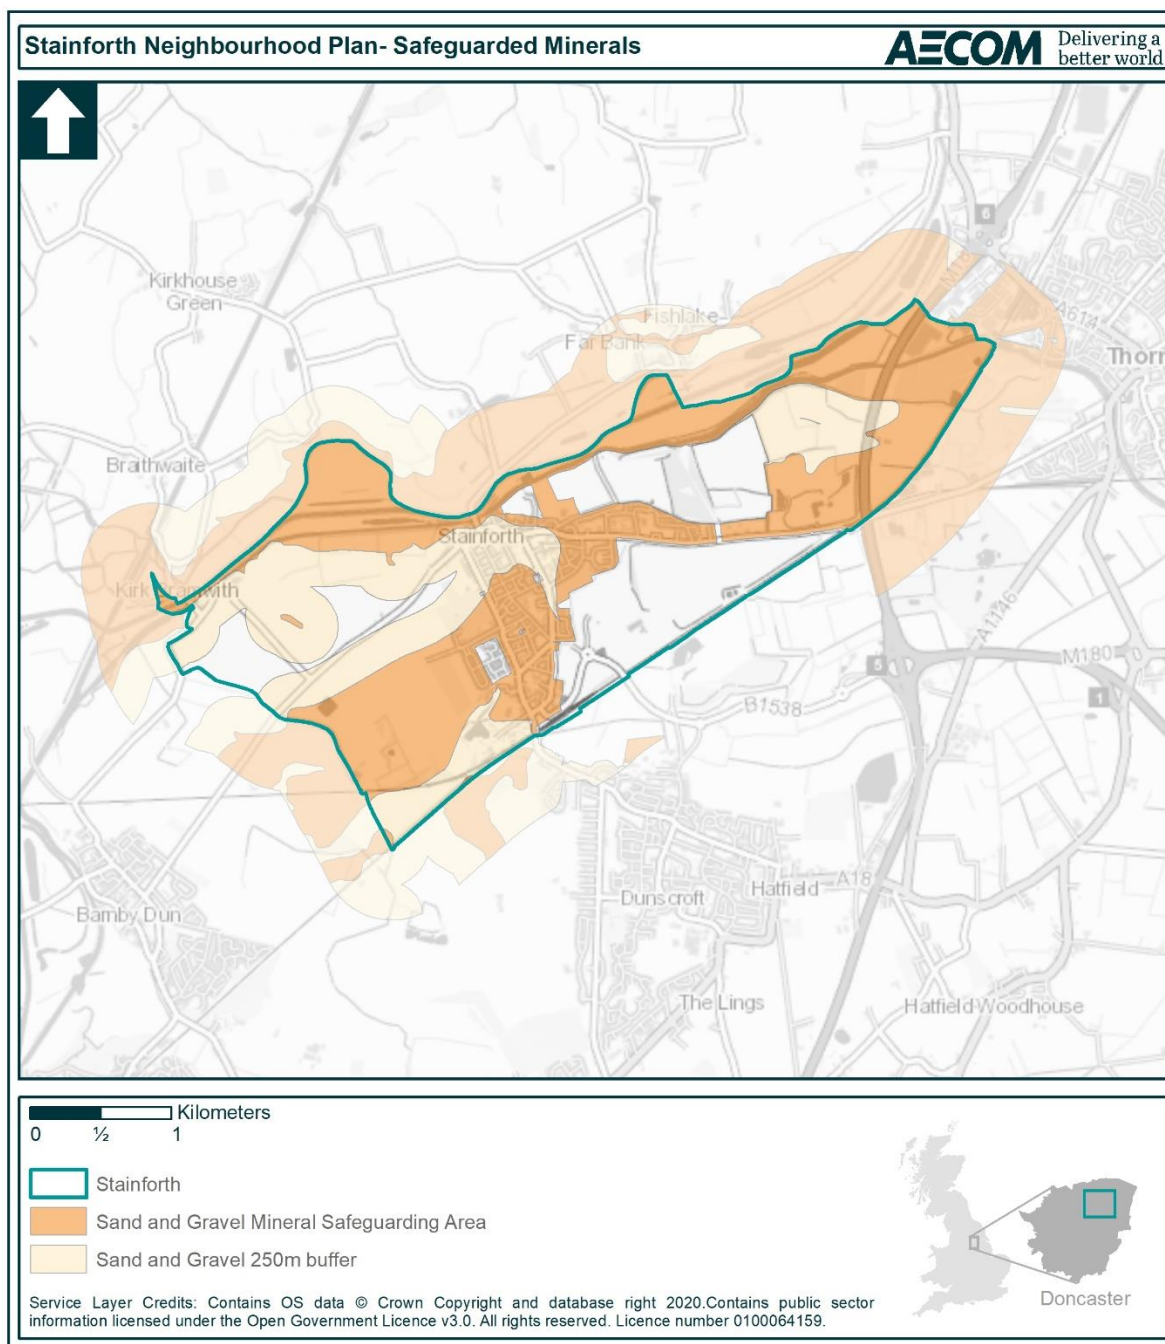 Stainforth Neighbourhood Plan- Safeguarded Minerals
AECOM
Delivering a
better world
6
M18
Kirkhouse
Green
Fishlake
A614
Far Bank
Thorn
Braithwaite
Stainforth
Kirk Bramwith
A1146
5
M180
1
B1538
Dunscroft
Hatfield
A18
Barnby Dun
The Lings
Hatfield Woodhouse
Kilometers
0 ½ 1
Stainforth
Sand and Gravel Mineral Safeguarding Area
Sand and Gravel 250m buffer
Doncaster
Service Layer Credits: Contains OS data © Crown Copyright and database right 2020.Contains public sector
information licensed under the Open Government Licence v3.0. All rights reserved. Licence number 0100064159.